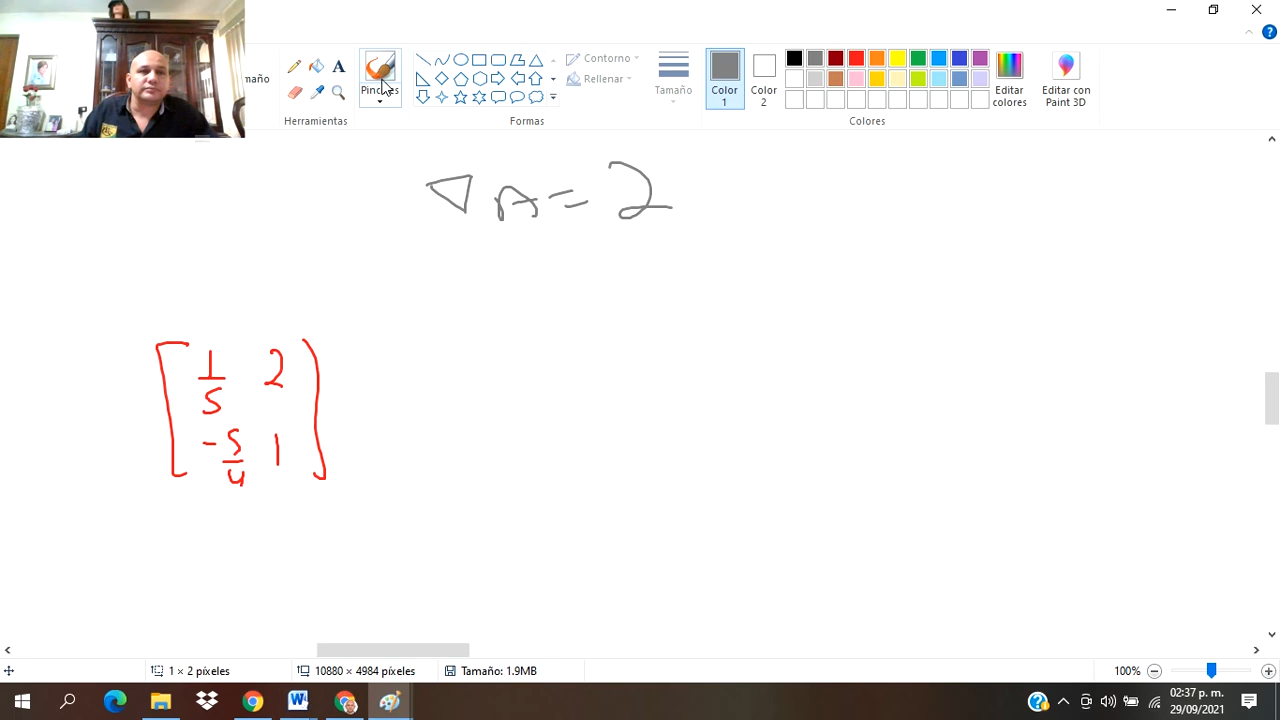 maño
Herramientas
Pinceles
Formas
Contorno
Rellenar
Tamaño
Color 1
Color 2
Editar colores
Editar con Paint 3D
Colores
▽ A = 2
1/5 2
-5/4 1
1 × 2 píxeles
10880 × 4984 píxeles
Tamaño: 1.9MB
100%
02:37 p. m.
29/09/2021